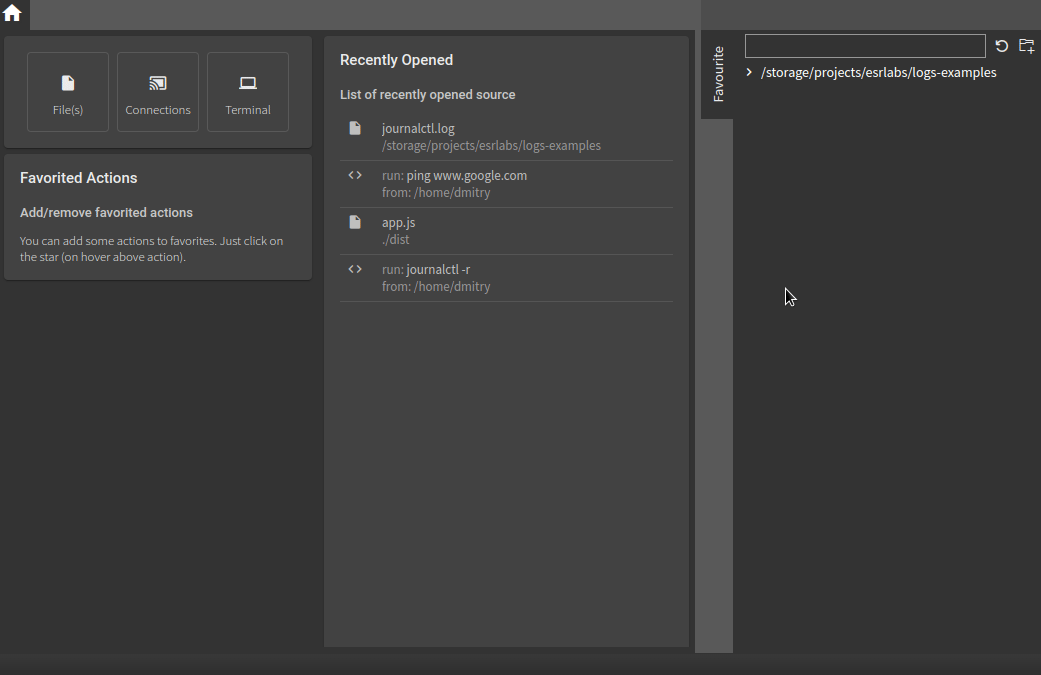 File(s)
Connections
Terminal
Favorited Actions
Add/remove favorited actions
You can add some actions to favorites. Just click on
the star (on hover above action).
Recently Opened
List of recently opened source
journalctl.log
/storage/projects/esrlabs/logs-examples
run: ping www.google.com
from: /home/dmitry
app.js
./dist
run: journalctl -r
from: /home/dmitry
Favourite
/storage/projects/esrlabs/logs-examples